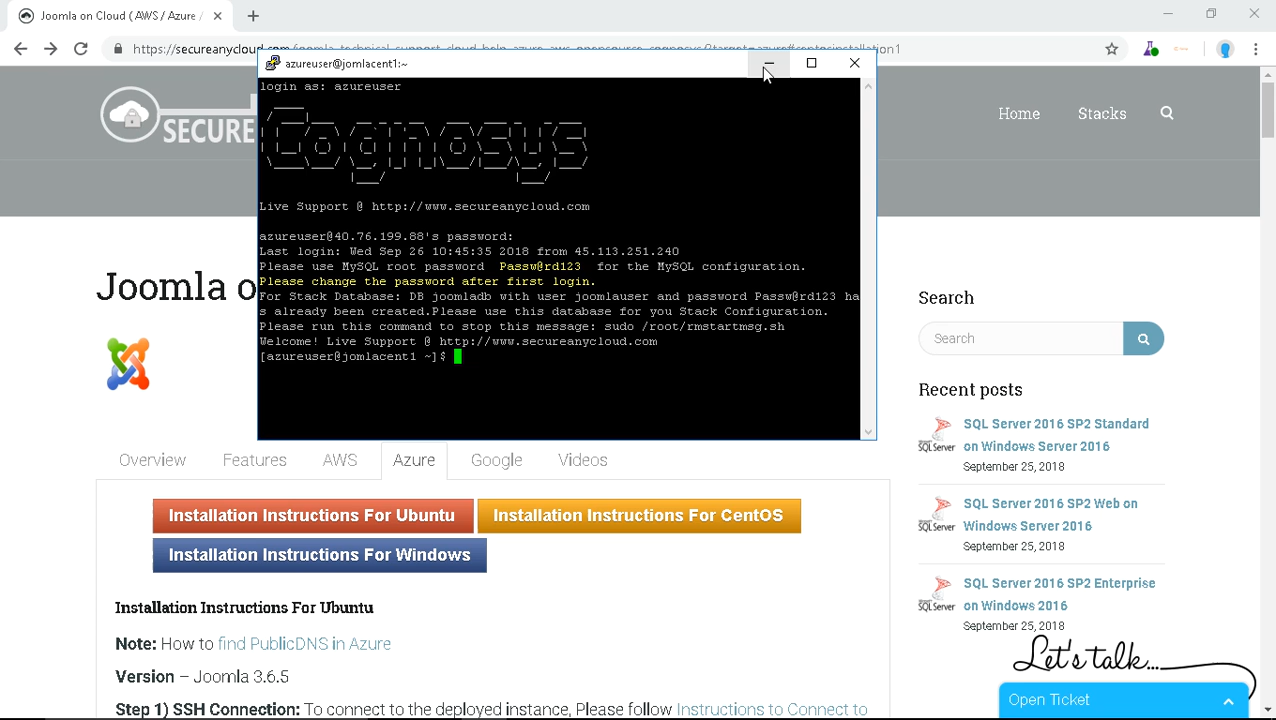 Joomla on Cloud ( AWS / Azure /
https://secureanycloud.com/joomla-technical-support-cloud-help-azure-aws-opensource-cognosys/?target=azure#centosinstallation1
azureuser@jomlacent1:~
login as: azureuser
Cognosys
Live Support @ http://www.secureanycloud.com
azureuser@40.76.199.88's password:
Last login: Wed Sep 26 10:45:35 2018 from 45.113.251.240
Please use MySQL root password Passw@rd123 for the MySQL configuration.
Please change the password after first login.
For Stack Database: DB joomladb with user joomlauser and password Passw@rd123 ha
s already been created.Please use this database for you Stack Configuration.
Please run this command to stop this message: sudo /root/rmstartmsg.sh
Welcome! Live Support @ http://www.secureanycloud.com
[azureuser@jomlacent1 ~]$
SECURE
Home Stacks
Joomla o
Overview Features AWS Azure Google Videos
Installation Instructions For Ubuntu Installation Instructions For CentOS
Installation Instructions For Windows
Installation Instructions For Ubuntu
Note: How to find PublicDNS in Azure
Version – Joomla 3.6.5
Step 1) SSH Connection: To connect to the deployed instance, Please follow Instructions to Connect to
Search
Search
Recent posts
SQL Server 2016 SP2 Standard
on Windows Server 2016
September 25, 2018
SQL Server 2016 SP2 Web on
Windows Server 2016
September 25, 2018
SQL Server 2016 SP2 Enterprise
on Windows 2016
September 25, 2018
SQL Server
SQL Server
SQL Server
Let's talk...
Open Ticket